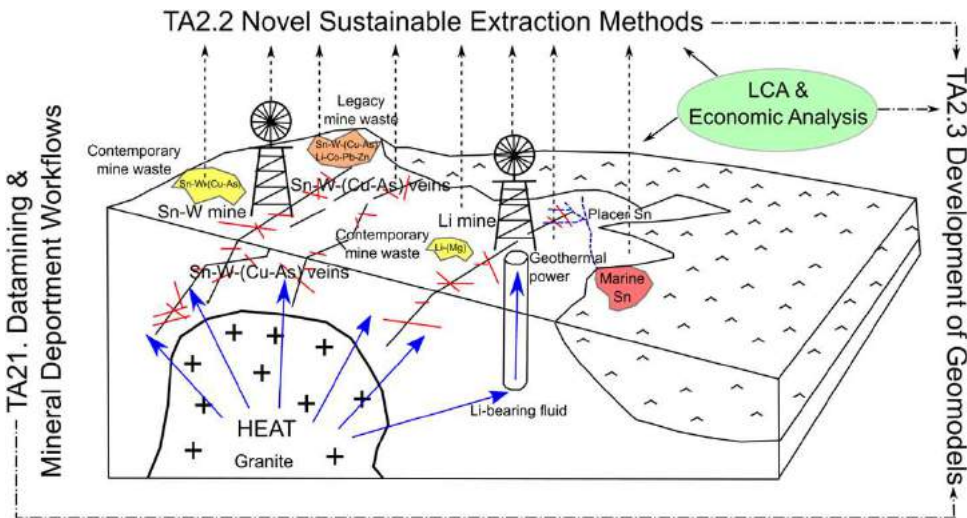 TA2.2 Novel Sustainable Extraction Methods
TA21. Datamining &
Mineral Deportment Workflows
TA2.3 Development of Geomodels
LCA &
Economic Analysis
Legacy
mine waste
Sn-W-(Cu-As)
Li-Co-Pb-Zn
Contemporary
mine waste
Sn-W-(Cu-As)
Sn-W mine
Sn-W-(Cu-As) veins
Li mine
Placer Sn
Contemporary
mine waste
Li-(Mg)
Geothermal
power
Marine
Sn
Sn-W-(Cu-As) veins
Li-bearing fluid
HEAT
Granite